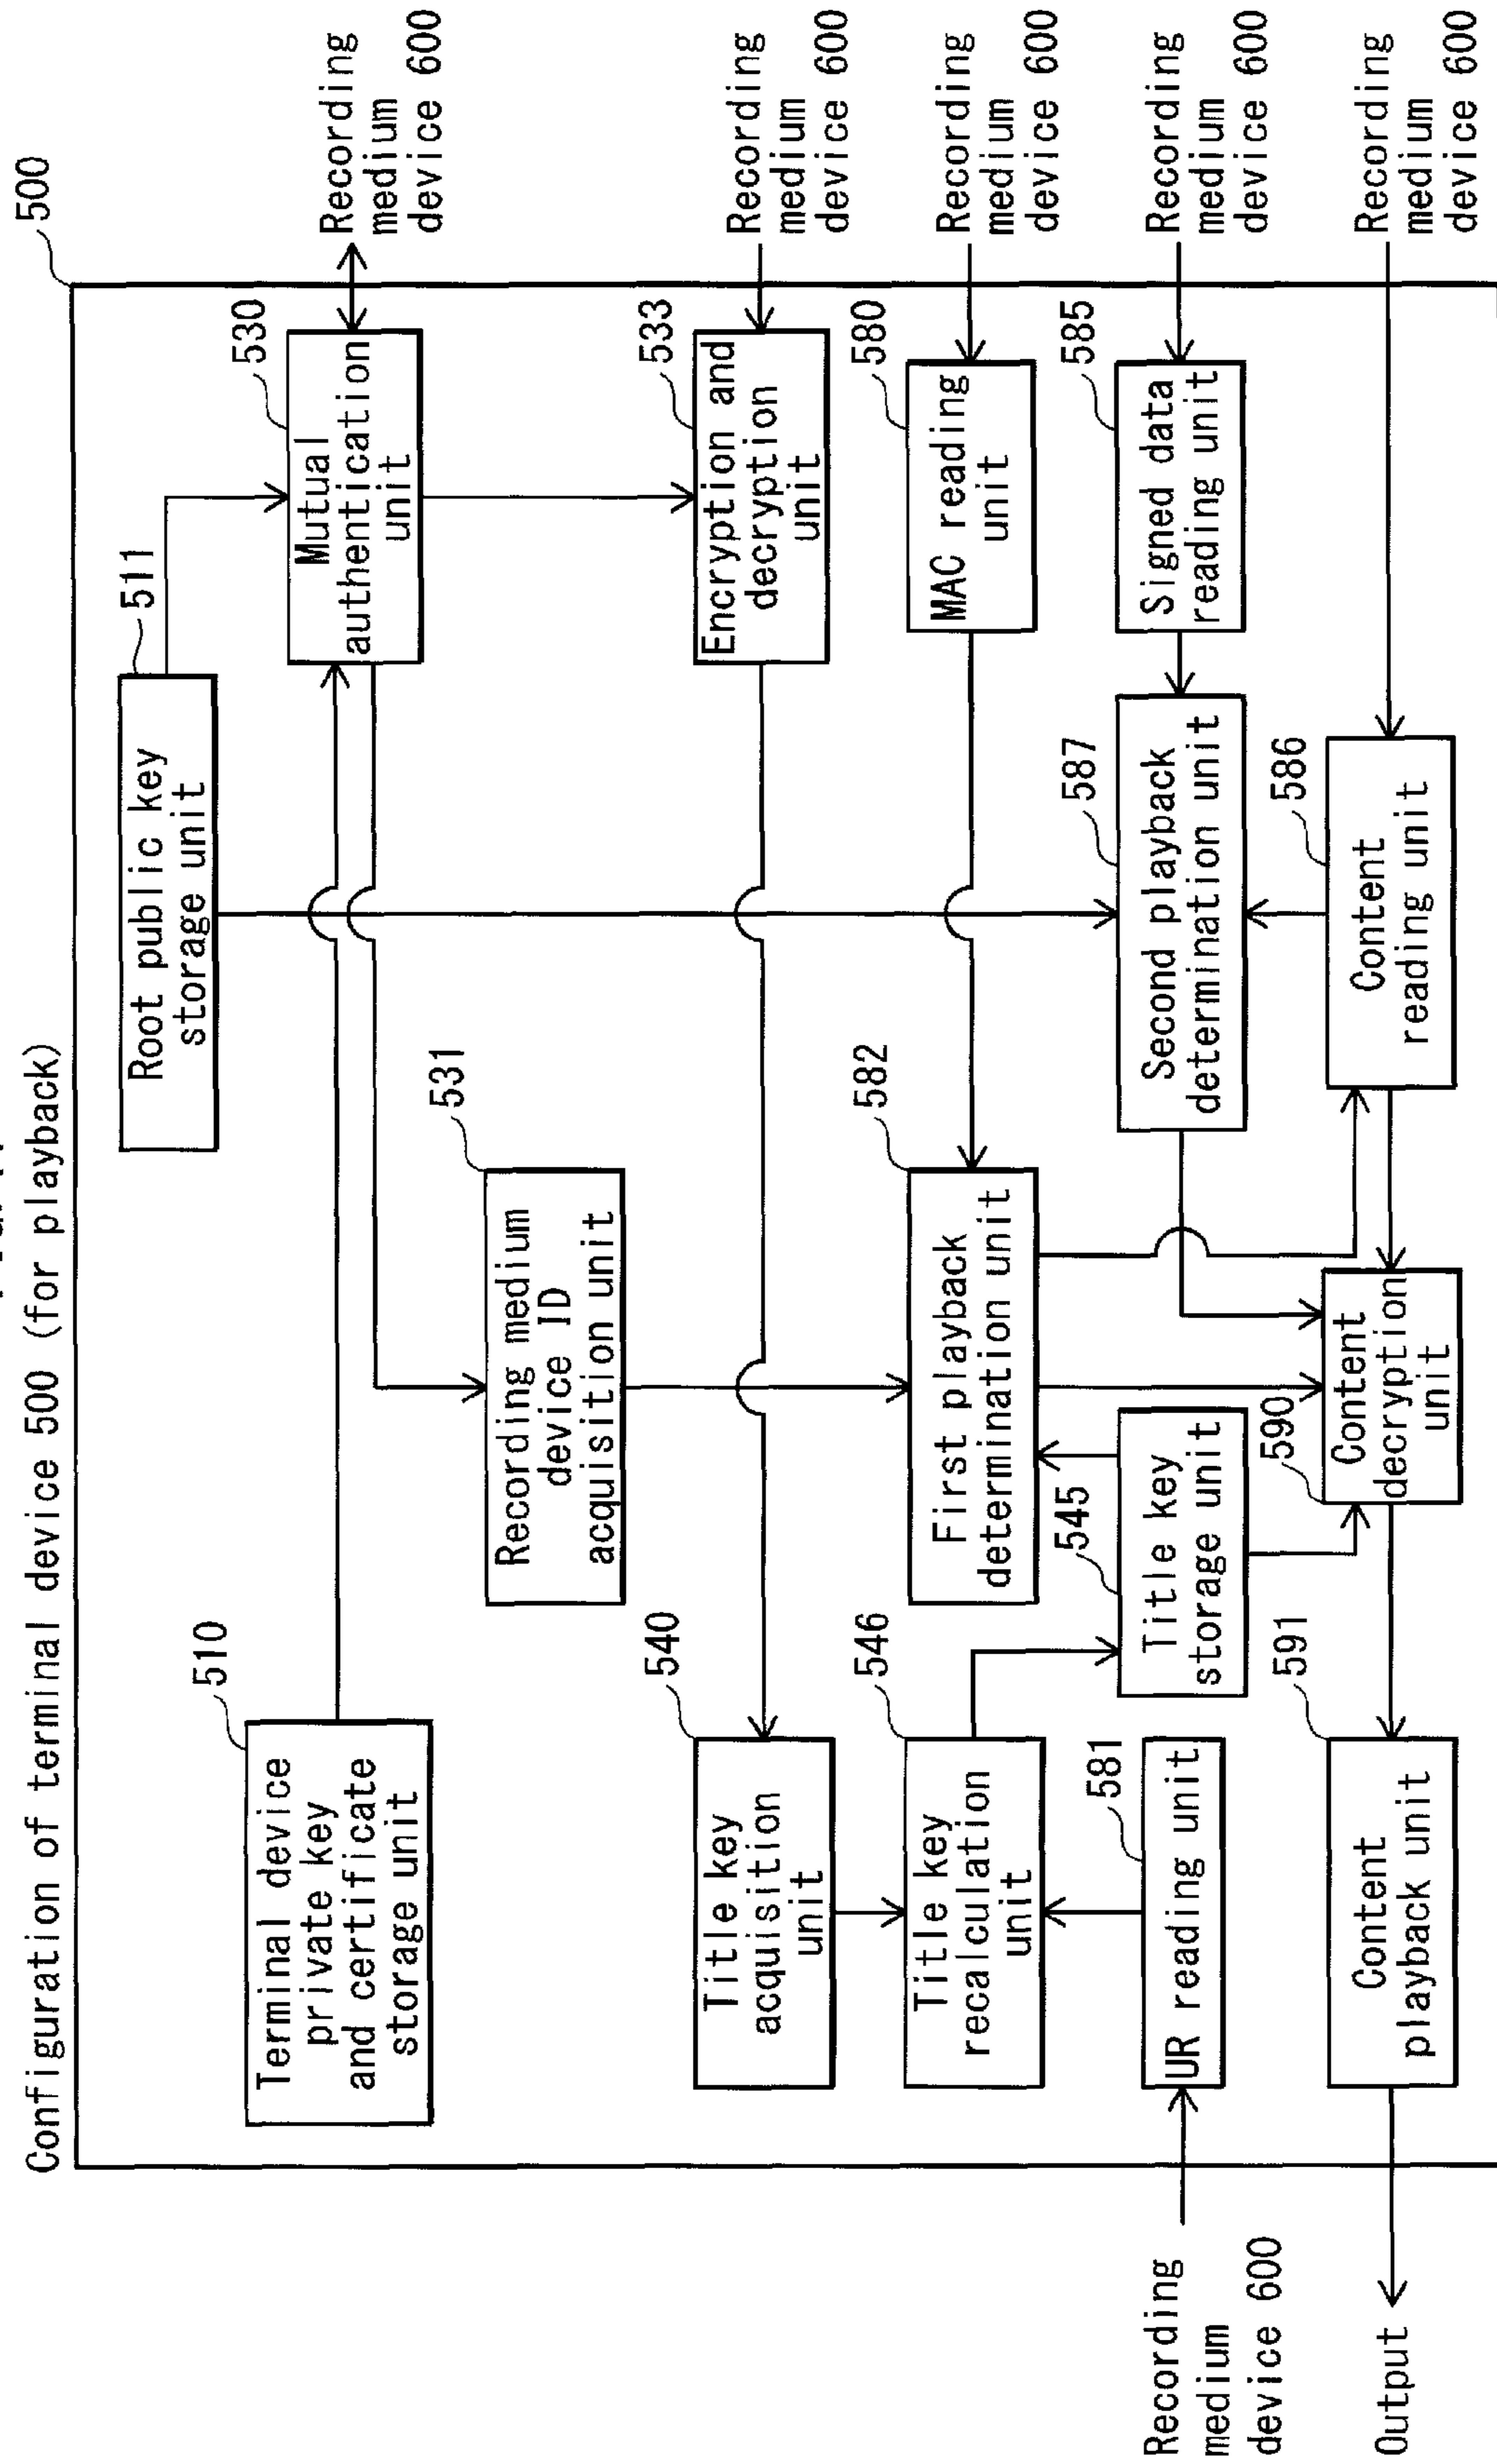 Configuration of terminal device 500 (for playback)
500
Root public key
storage unit
511
Terminal device
private key
and certificate
storage unit
510
Mutual
authentication
unit
530
Recording
medium
device 600
Recording medium
device ID
acquisition unit
531
Title key
acquisition
unit
540
Encryption and
decryption
unit
533
Recording
medium
device 600
Title key
recalculation
unit
546
First playback
determination unit
582
MAC reading
unit
580
Recording
medium
device 600
Recording
medium
device 600
UR reading unit
581
Title key
storage unit
545
Second playback
determination unit
587
Signed data
reading unit
585
Recording
medium
device 600
Output
Content
playback unit
591
Content
decryption
unit
590
Content
reading unit
586
Recording
medium
device 600